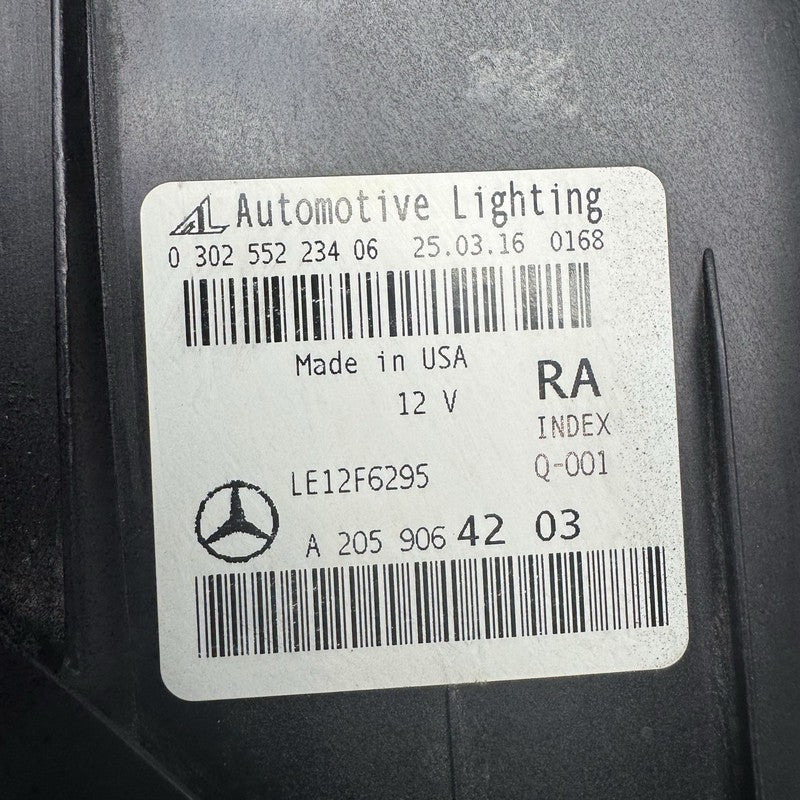 AL Automotive Lighting
0 302 552 234 06 25.03.16 0168
Made in USA
12 V
RA
INDEX
Q-001
LE12F6295
A 205 906 42 03